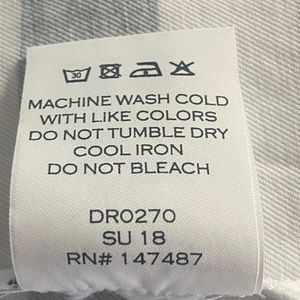 30
MACHINE WASH COLD
WITH LIKE COLORS
DO NOT TUMBLE DRY
COOL IRON
DO NOT BLEACH
DR0270
SU 18
RN# 147487